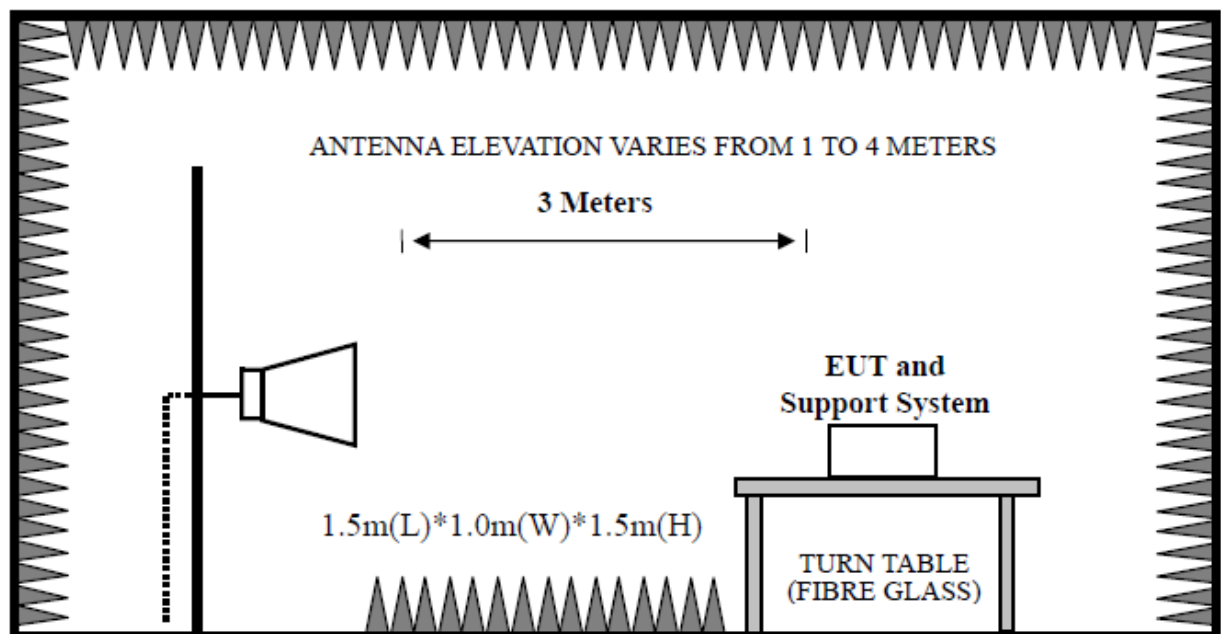 ANTENNA ELEVATION VARIES FROM 1 TO 4 METERS
3 Meters
EUT and
Support System
1.5m(L)*1.0m(W)*1.5m(H)
TURN TABLE
(FIBRE GLASS)